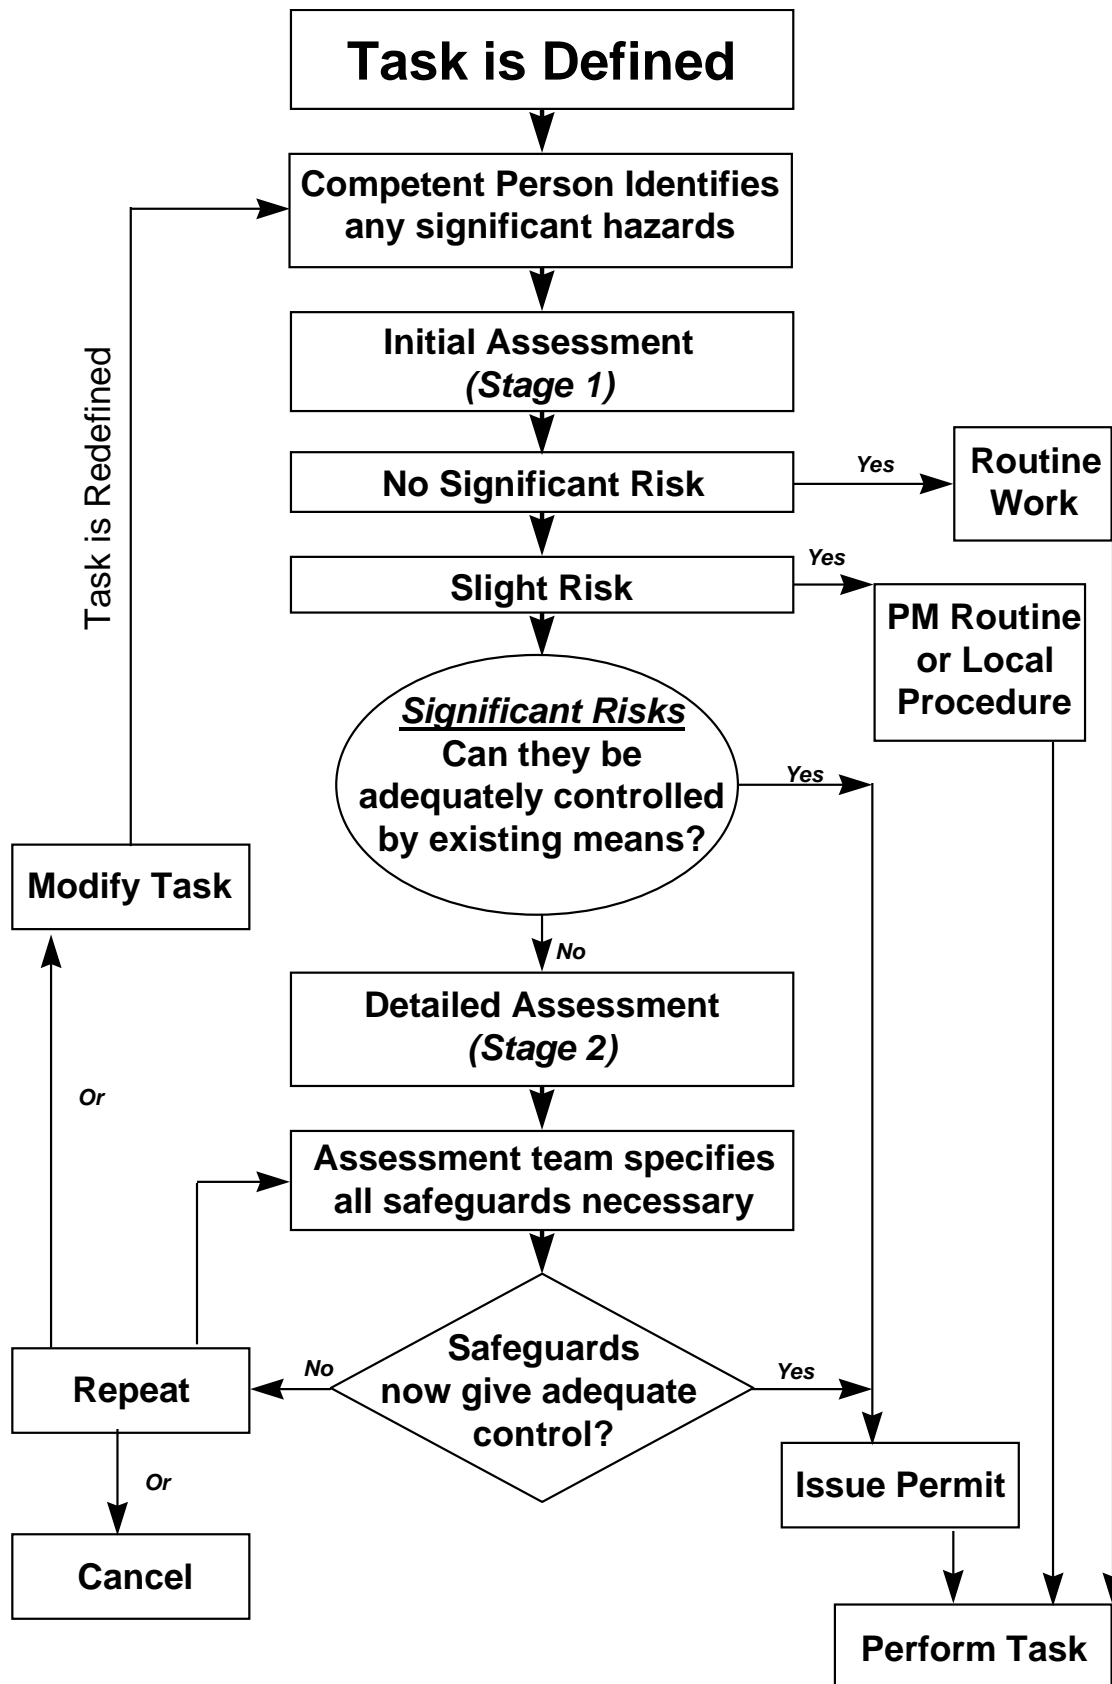 Task is Defined
Competent Person Identifies
any significant hazards
Initial Assessment
(Stage 1)
No Significant Risk
Yes
Routine
Work
Slight Risk
Yes
PM Routine
or Local
Procedure
Significant Risks
Can they be
adequately controlled
by existing means?
Yes
No
Task is Redefined
Modify Task
Detailed Assessment
(Stage 2)
Or
Assessment team specifies
all safeguards necessary
Safeguards
now give adequate
control?
No
Yes
Repeat
Or
Cancel
Issue Permit
Perform Task